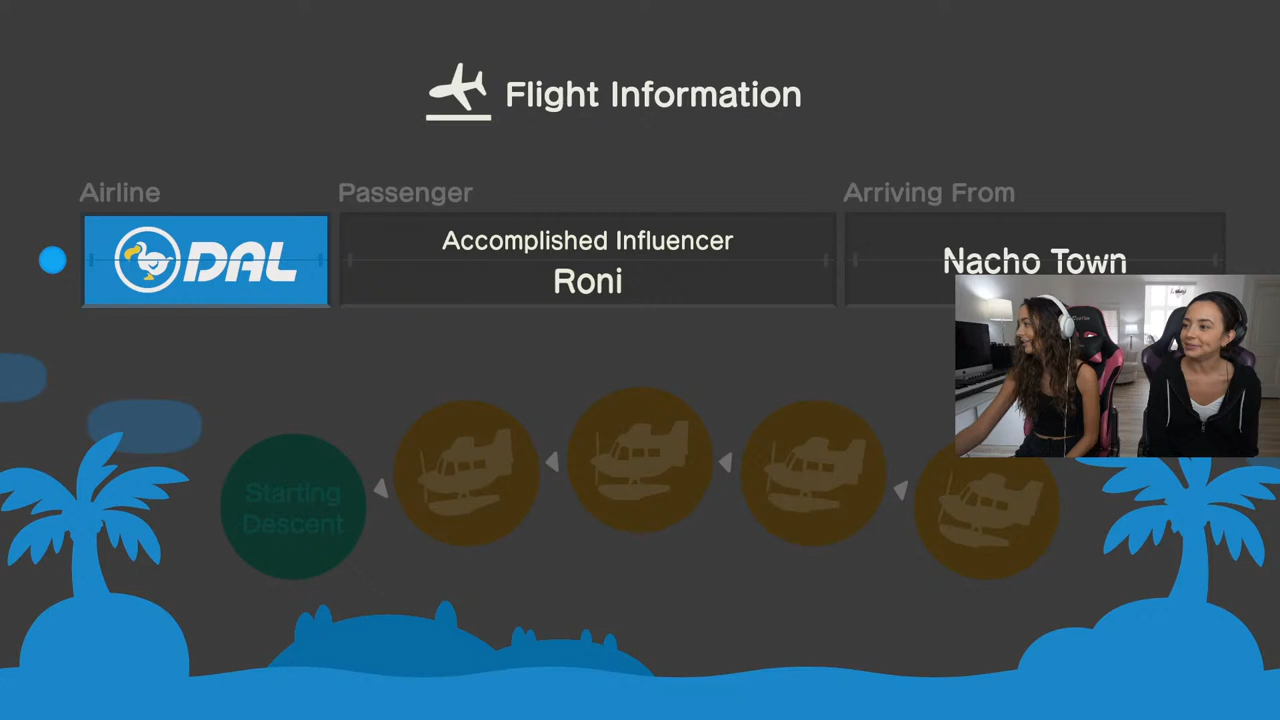 Flight Information
Airline
Passenger
Arriving From
DAL
Accomplished Influencer
Roni
Nacho Town
Starting
Descent